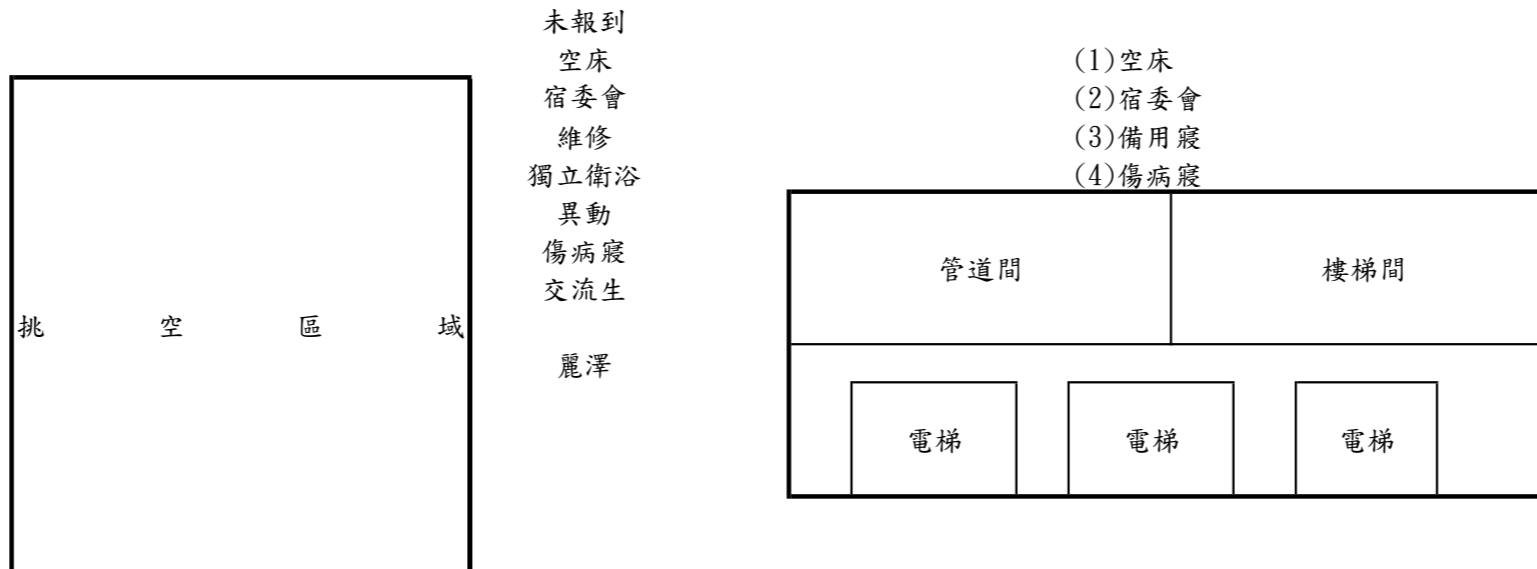 未報到
空床
宿委會
維修
獨立衛浴
異動
傷病寢
交流生
麗澤
挑空區域
(1)空床
(2)宿委會
(3)備用寢
(4)傷病寢
管道間
樓梯間
電梯
電梯
電梯